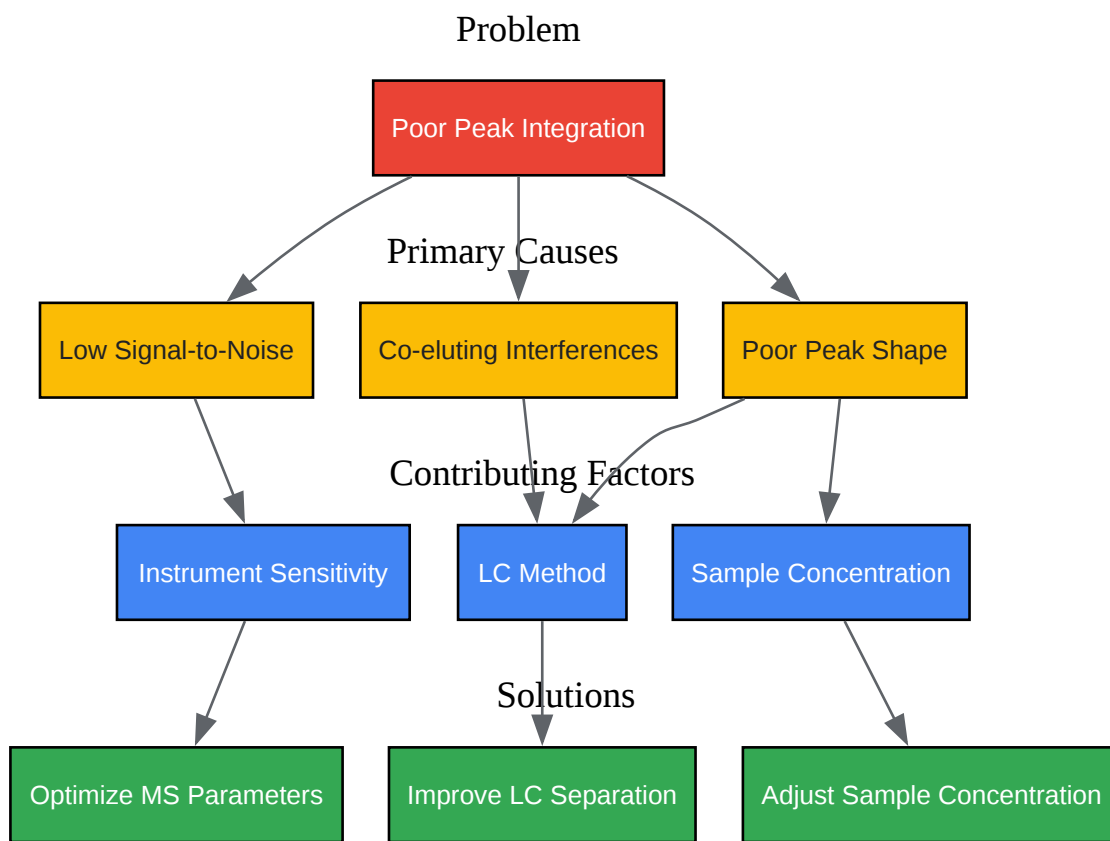 Problem
Poor Peak Integration
Primary Causes
Low Signal-to-Noise
Co-eluting Interferences
Poor Peak Shape
Contributing Factors
Instrument Sensitivity
LC Method
Sample Concentration
Solutions
Optimize MS Parameters
Improve LC Separation
Adjust Sample Concentration